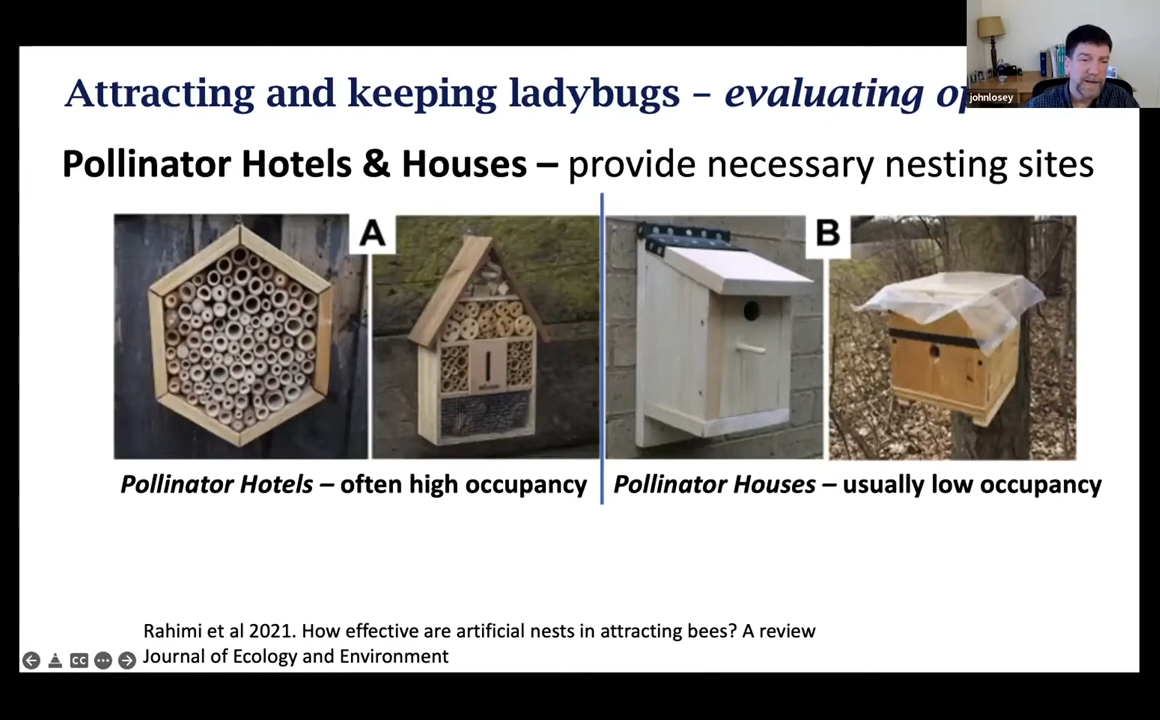 Attracting and keeping ladybugs – evaluating
johnlosey
Pollinator Hotels & Houses – provide necessary nesting sites
A
B
Pollinator Hotels – often high occupancy
Pollinator Houses – usually low occupancy
Rahimi et al 2021. How effective are artificial nests in attracting bees? A review
Journal of Ecology and Environment
CC